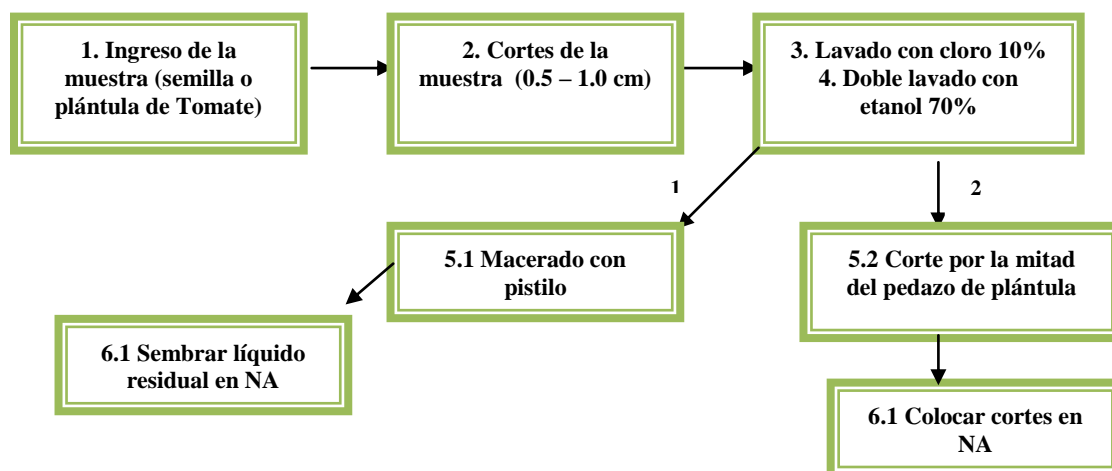 1. Ingreso de la
muestra (semilla o
plántula de Tomate)
2. Cortes de la
muestra (0.5 – 1.0 cm)
3. Lavado con cloro 10%
4. Doble lavado con
etanol 70%
1
2
5.1 Macerado con
pistilo
5.2 Corte por la mitad
del pedazo de plántula
6.1 Sembrar líquido
residual en NA
6.1 Colocar cortes en
NA